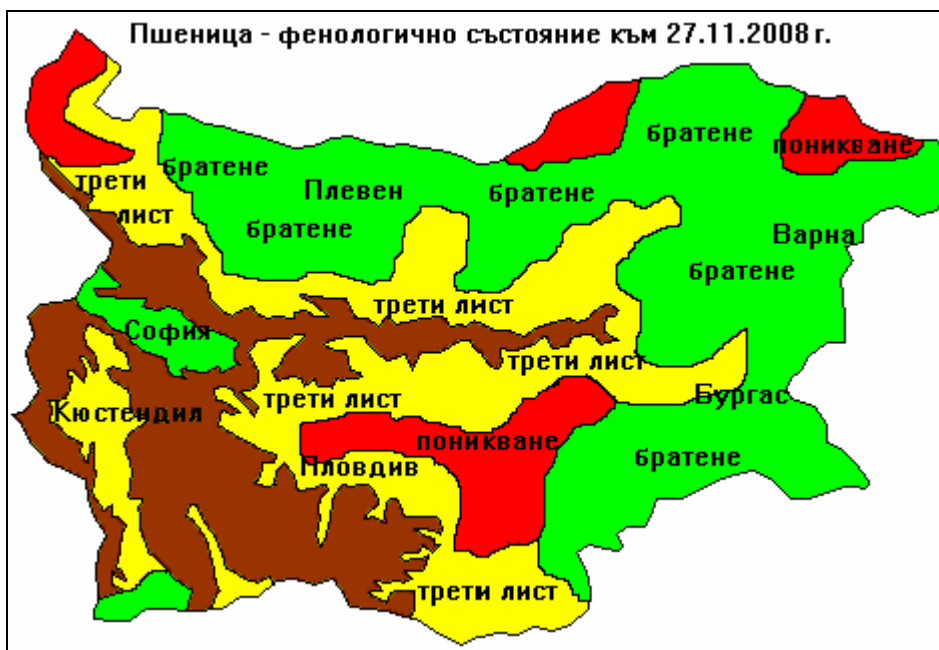 Пшеница - фенологично състояние към 27.11.2008 г.
братене
поникване
братене
трети
Плевен
братене
лист
братене
Варна
братене
трети лист
София
трети лист
трети лист
Бургас
Кюстендил
поникване
братене
Пловдив
трети лист